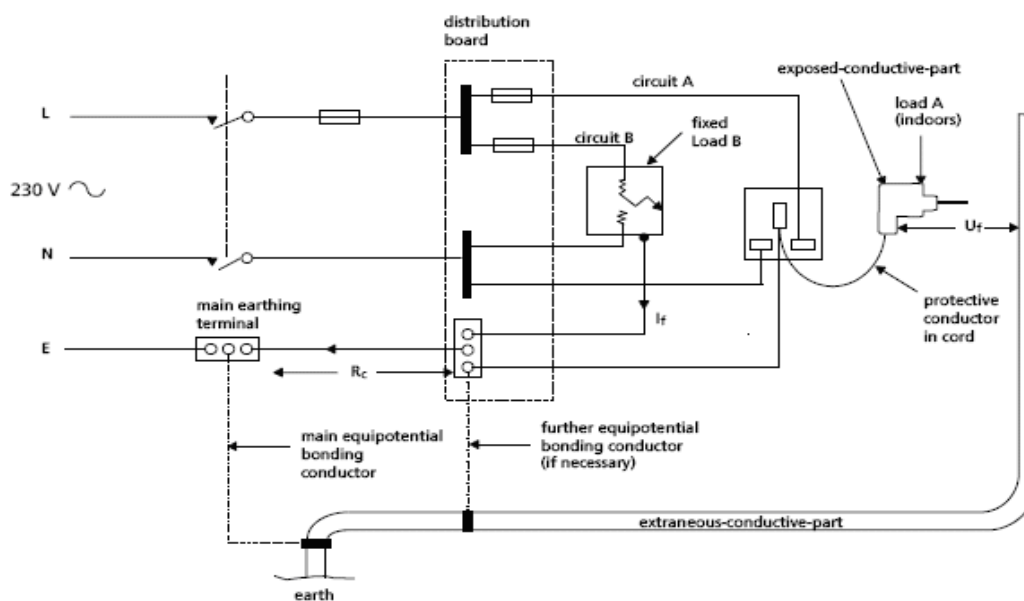 distribution
board
exposed-conductive-part
circuit A
load A
(indoors)
L
fixed
Load B
circuit B
230 V
Uf
N
main earthing
terminal
protective
conductor
in cord
If
E
Rc
main equipotential
bonding
conductor
further equipotential
bonding conductor
(if necessary)
extraneous-conductive-part
earth